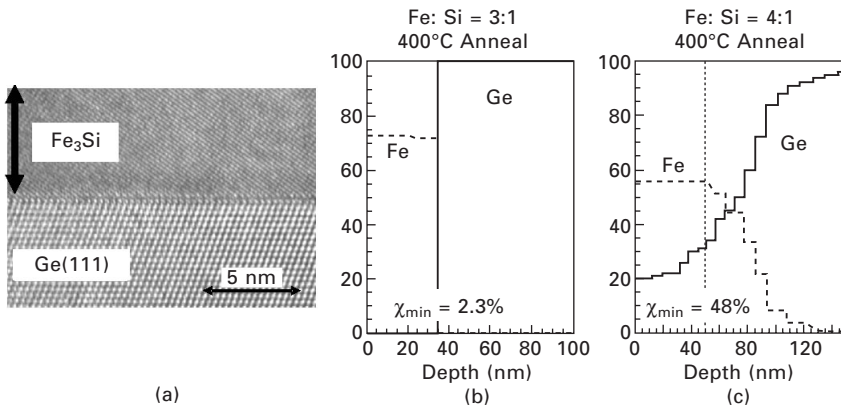 Fe₃Si
Ge(111)
5 nm
(a)
Fe: Si = 3:1
400°C Anneal
100
80
60
40
20
0
Fe
Ge
χmin = 2.3%
0 20 40 60 80 100
Depth (nm)
(b)
Fe: Si = 4:1
400°C Anneal
100
80
60
40
20
0
Fe
Ge
χmin = 48%
0 40 80 120
Depth (nm)
(c)